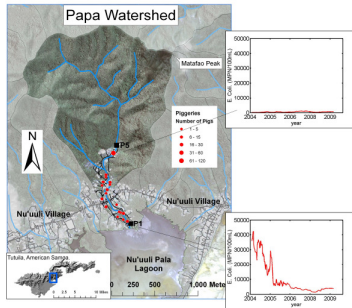 Papa Watershed
Matafao Peak
Piggeries
Number of Pigs
1 - 5
6 - 15
16 - 30
31 - 60
61 - 120
N
P5
Nu'uuli Village
Nu'uuli Village
P1
Nu'uuli Pala
Lagoon
Tutuila, American Samoa
0 250 500 1,000 Mete
E. Coli. (MPN/100mL)
50000
40000
30000
20000
10000
0
2004 2005 2006 2007 2008 2009
year
E. Coli. (MPN/100mL)
50000
40000
30000
20000
10000
0
2004 2005 2006 2007 2008 2009
year